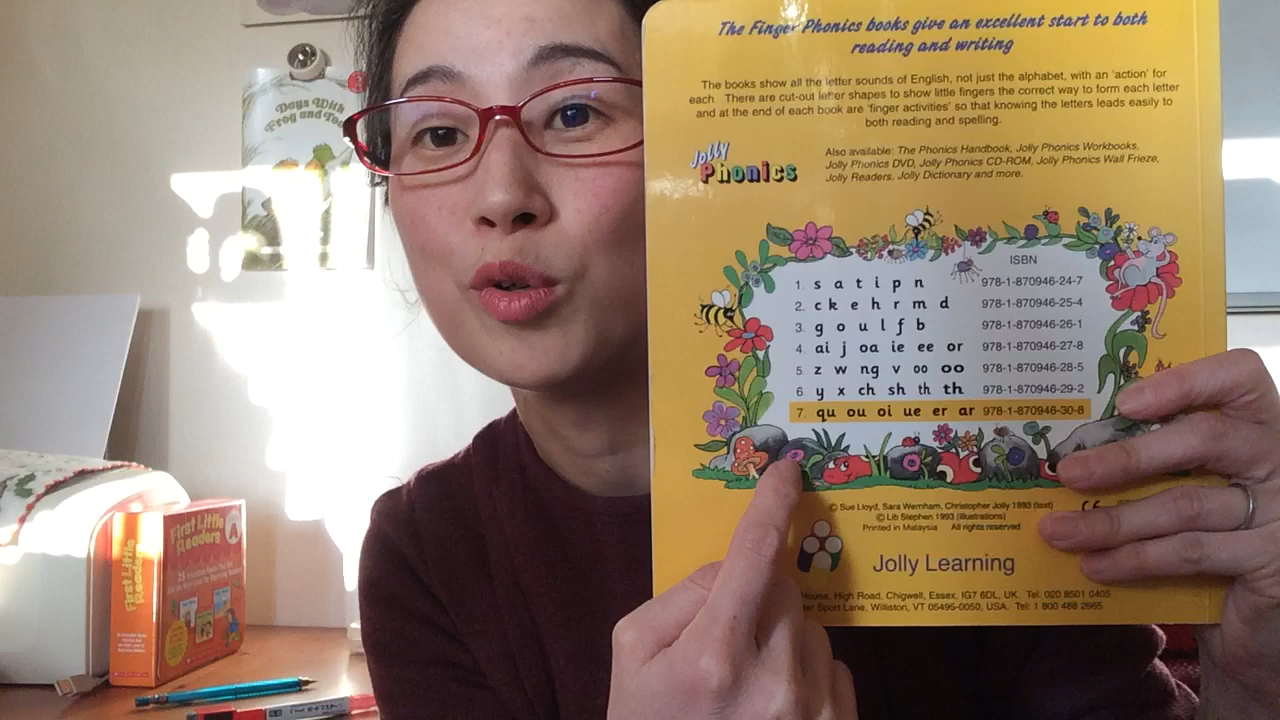 The Finger Phonics books give an excellent start to both
reading and writing
The books show all the letter sounds of English, not just the alphabet, with an 'action' for
each. There are cut-out letter shapes to show little fingers the correct way to form each letter
and at the end of each book are 'finger activities' so that knowing the letters leads easily to
both reading and spelling.
Jolly
Phonics
Also available: The Phonics Handbook, Jolly Phonics Workbooks,
Jolly Phonics DVD, Jolly Phonics CD-ROM, Jolly Phonics Wall Frieze,
Jolly Readers, Jolly Dictionary and more.
ISBN
1. s a t i p n 978-1-870946-24-7
2. ck e h r m d 978-1-870946-25-4
3. g o u l f b 978-1-870946-26-1
4. ai j oa ie ee or 978-1-870946-27-8
5. z w ng v oo oo 978-1-870946-28-5
6. y x ch sh th th 978-1-870946-29-2
7. qu ou oi ue er ar 978-1-870946-30-8
© Sue Lloyd, Sara Wernham, Christopher Jolly 1993 (text)
© Lib Stephen 1993 (illustrations)
Printed in Malaysia All rights reserved
CE
Jolly Learning
House, High Road, Chigwell, Essex, IG7 6DL, UK. Tel: 020 8501 0405
Sport Lane, Williston, VT 05495-0050, USA. Tel: 1 800 488 2665
Days With
Frog and Toad
First Little
Readers
A
25
First Little
Readers